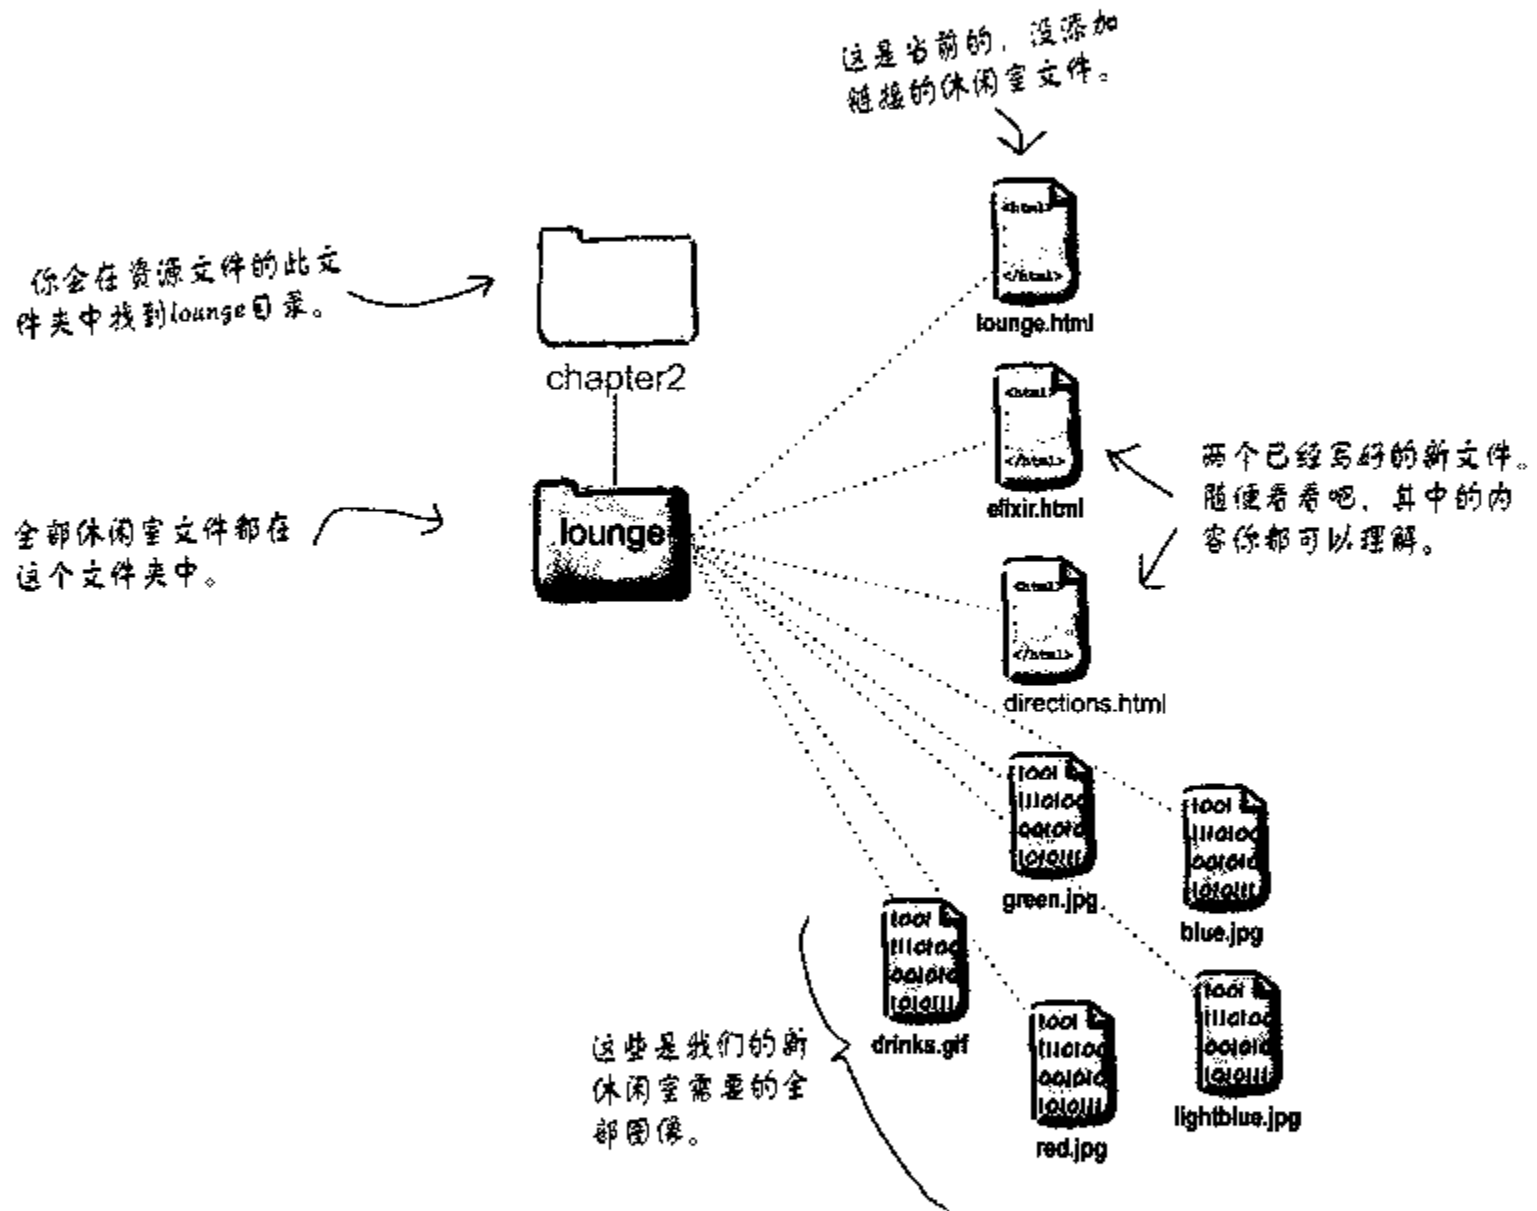 这是当前的，没添加
链接的休闲室文件。
<html>
</html>
lounge.html
你会在资源文件的此文
件夹中找到lounge目录。
chapter2
<html>
</html>
elixir.html
两个已经写好的新文件。
随便看看吧，其中的内
容你都可以理解。
全部休闲室文件都在
这个文件夹中。
lounge
<html>
</html>
directions.html
green.jpg
blue.jpg
drinks.gif
这些是我们的新
休闲室需要的全
部图像。
red.jpg
lightblue.jpg